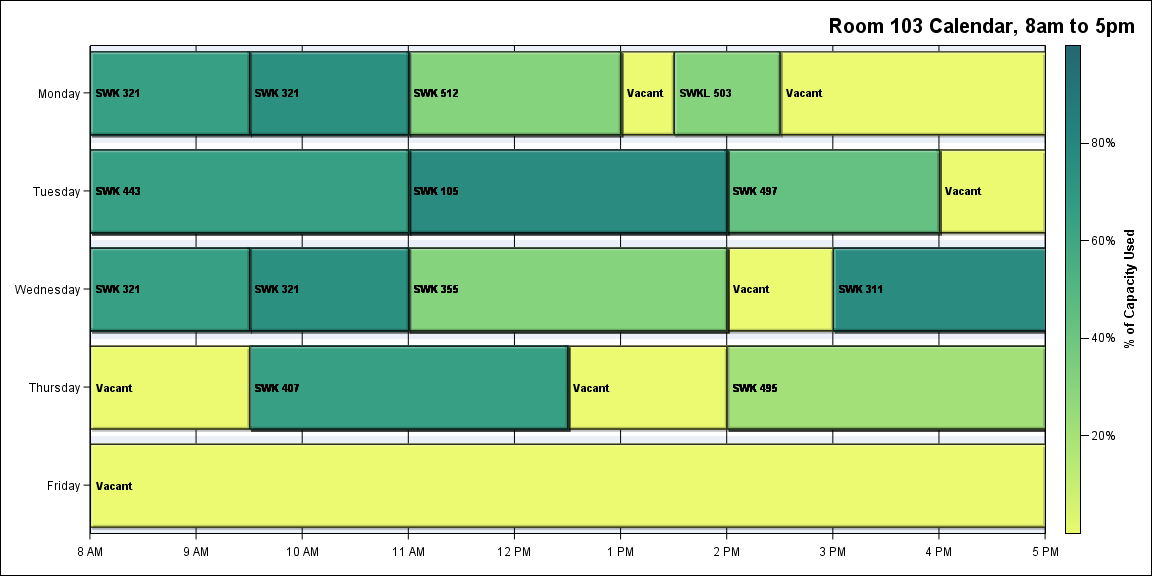 Room 103 Calendar, 8am to 5pm
Monday
SWK 321
SWK 321
SWK 512
Vacant
SWKL 503
Vacant
Tuesday
SWK 443
SWK 105
SWK 497
Vacant
Wednesday
SWK 321
SWK 321
SWK 355
Vacant
SWK 311
Thursday
Vacant
SWK 407
Vacant
SWK 495
Friday
Vacant
8 AM
9 AM
10 AM
11 AM
12 PM
1 PM
2 PM
3 PM
4 PM
5 PM
80%
60%
40%
20%
% of Capacity Used